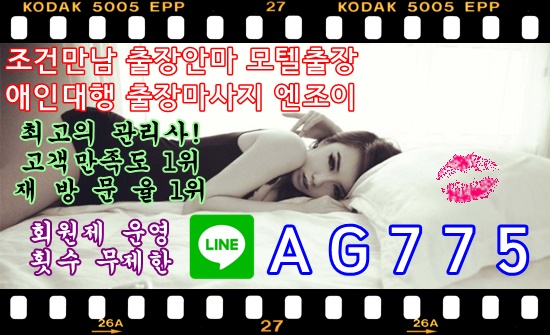 KODAK 5005 EPP 27 KODAK 5005 EPP
조건만남 출장안마 모텔출장
애인대행 출장마사지 엔조이
최고의 관리사!
고객만족도 1위
재 방 문 율 1위
회원제 운영
횟수 무제한
LINE
AG775
26A 27 26A